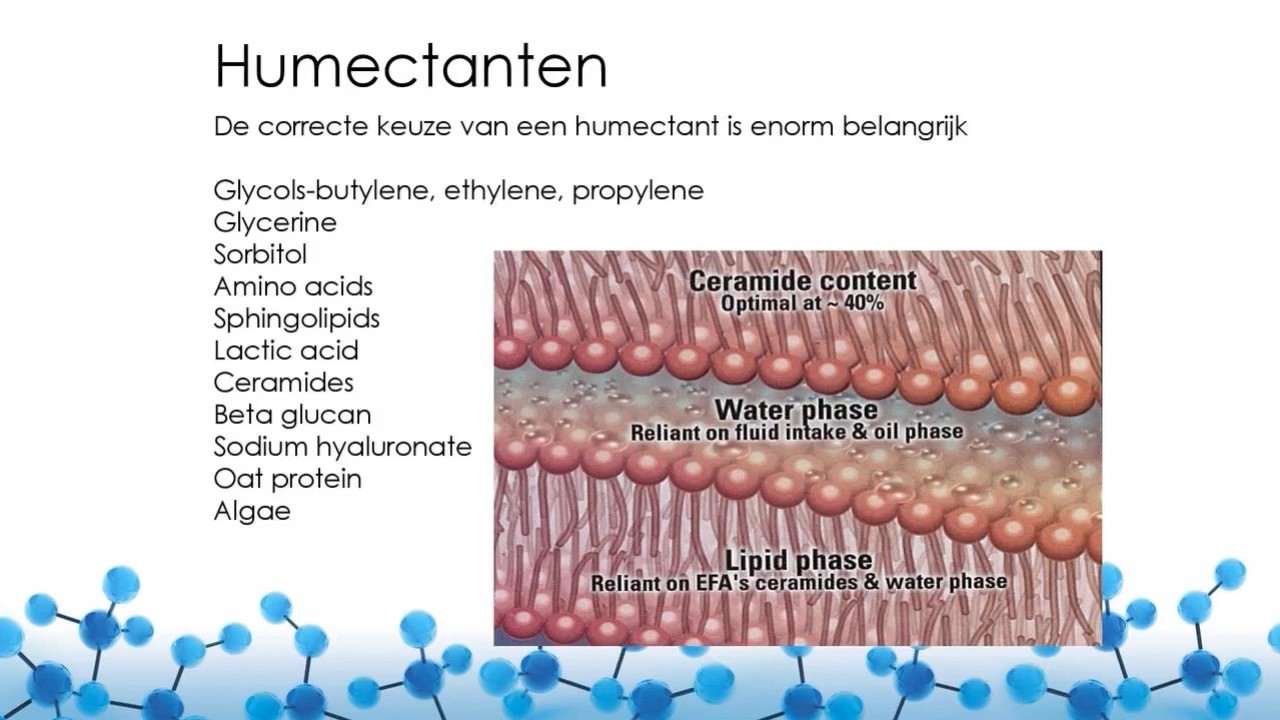 Humectanten
De correcte keuze van een humectant is enorm belangrijk
Glycols-butylene, ethylene, propylene
Glycerine
Sorbitol
Amino acids
Sphingolipids
Lactic acid
Ceramides
Beta glucan
Sodium hyaluronate
Oat protein
Algae
Ceramide content
Optimal at ~ 40%
Water phase
Reliant on fluid intake & oil phase
Lipid phase
Reliant on EFA's ceramides & water phase